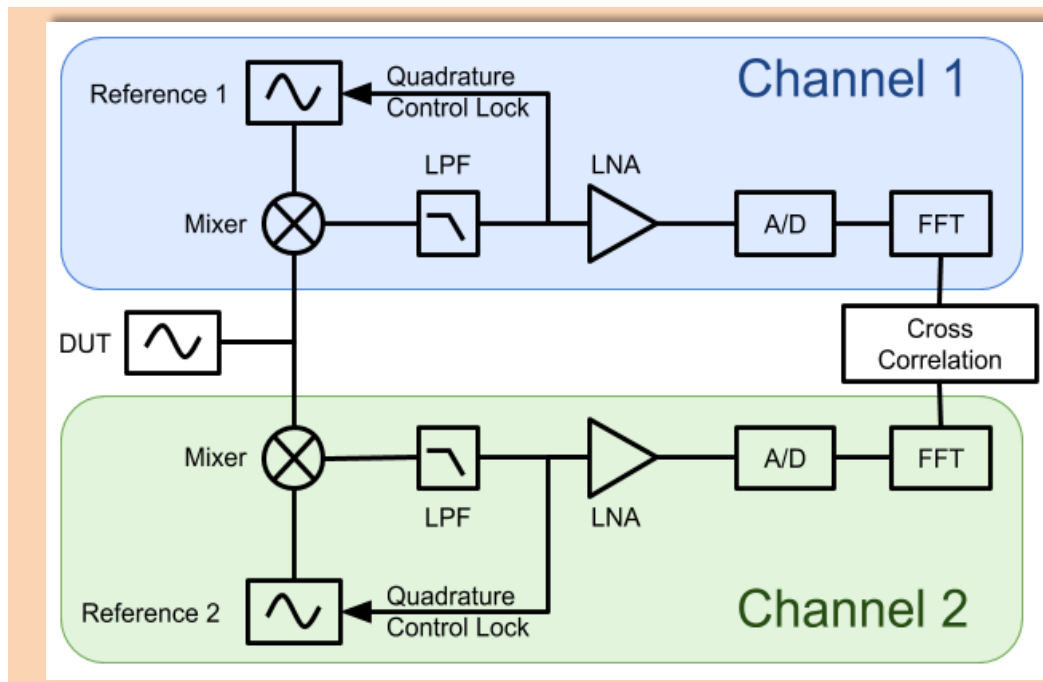 Channel 1
Reference 1
Quadrature
Control Lock
LPF
LNA
Mixer
A/D
FFT
DUT
Cross
Correlation
Mixer
A/D
FFT
LPF
LNA
Quadrature
Control Lock
Reference 2
Channel 2